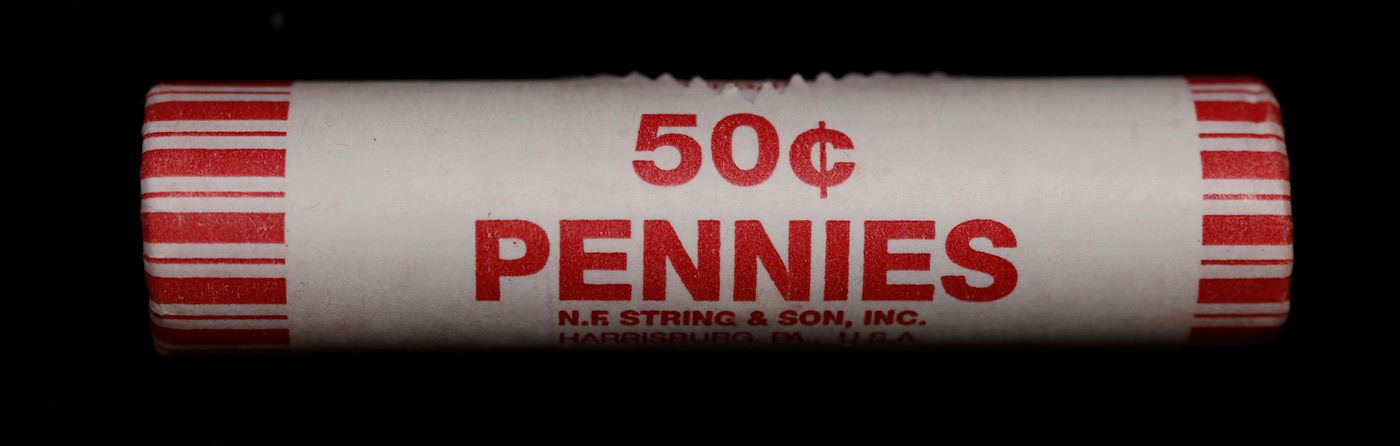 50¢
PENNIES
N.F. STRING & SON, INC.
HARRISBURG, PA., U.S.A.